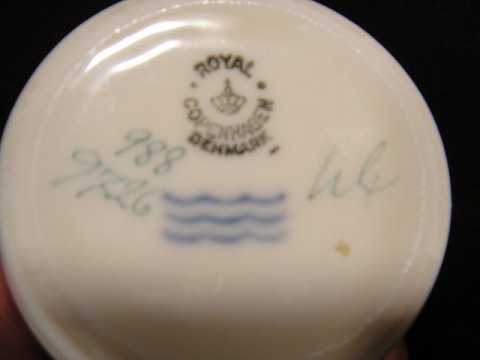 ROYAL
COPENHAGEN
DENMARK
988
9726